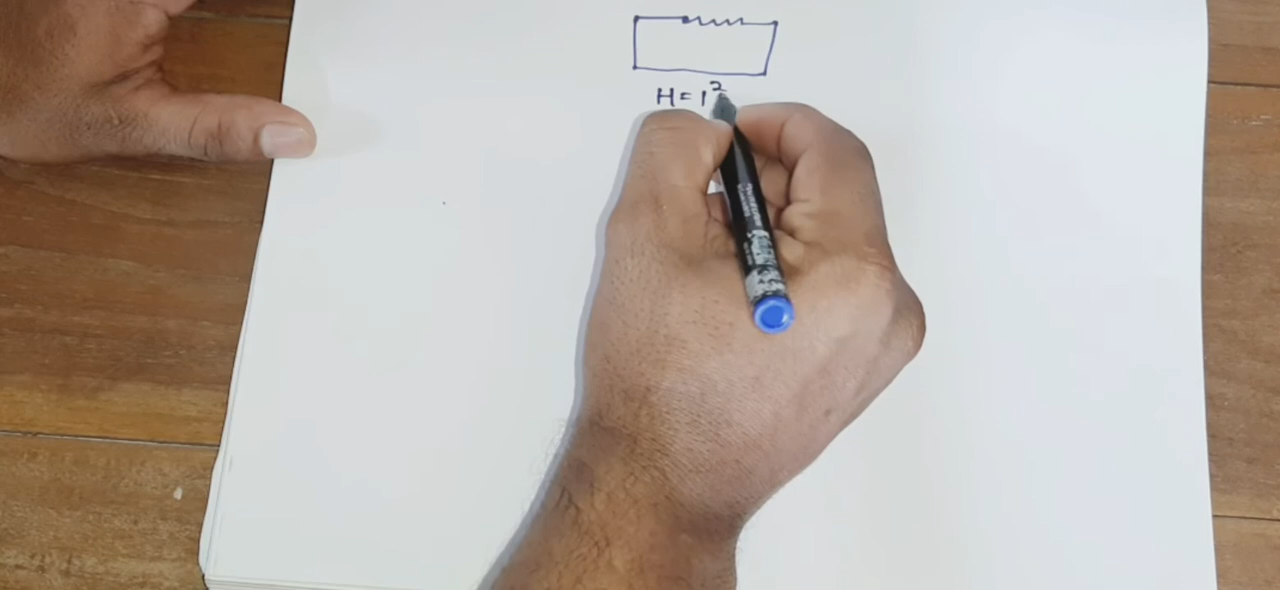 H = I²